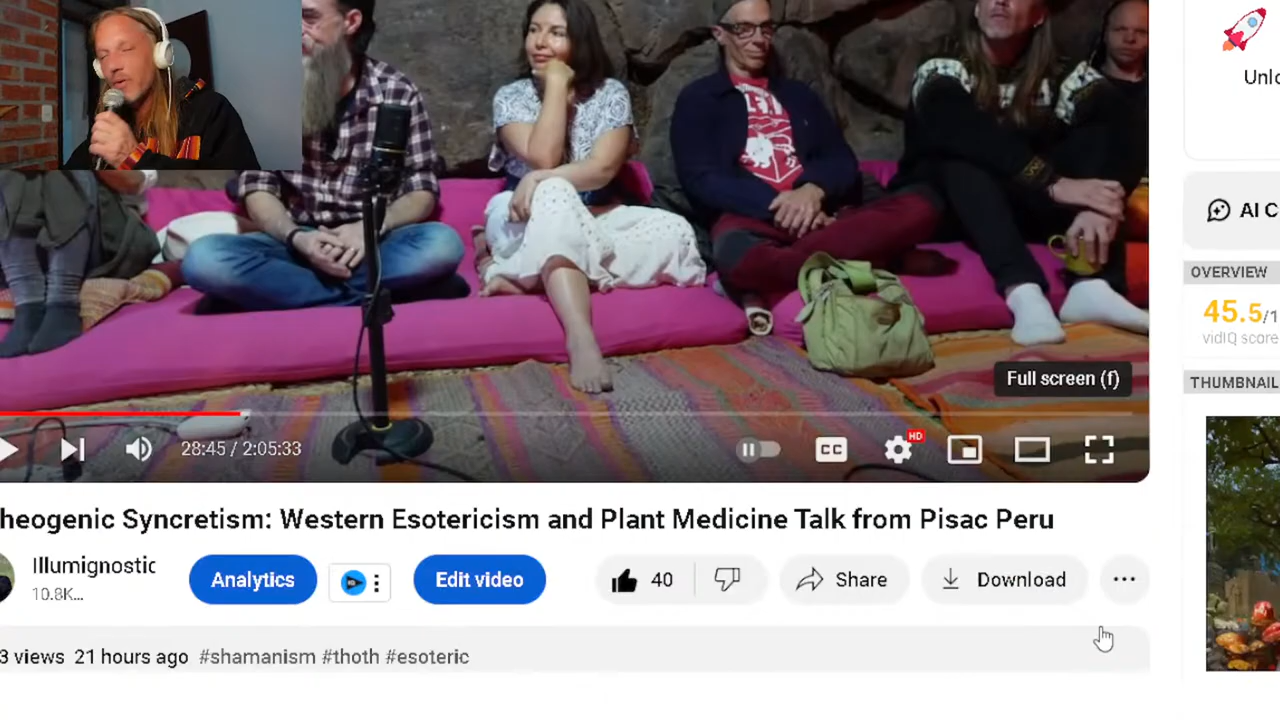 Unlo
AI C
OVERVIEW
45.5/1
vidIQ score
THUMBNAIL
Full screen (f)
28:45 / 2:05:33
CC
HD
heogenic Syncretism: Western Esotericism and Plant Medicine Talk from Pisac Peru
Illumignostic
10.8K...
Analytics
Edit video
40
Share
Download
3 views 21 hours ago #shamanism #thoth #esoteric